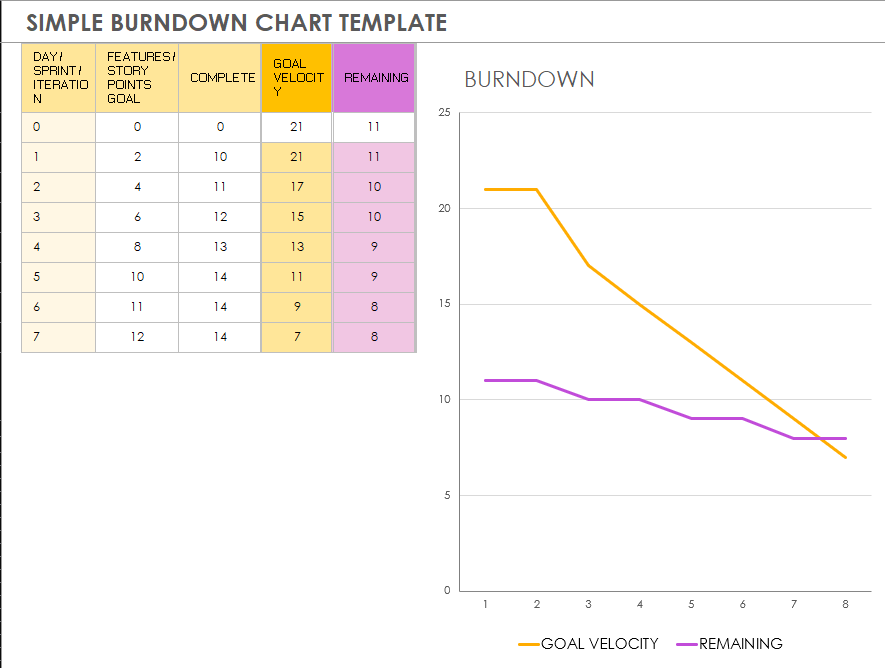 SIMPLE BURNDOWN CHART TEMPLATE
DAY/
SPRINT/
ITERATIO
N
FEATURES/
STORY
POINTS
GOAL
COMPLETE
GOAL
VELOCIT
Y
REMAINING
0 0 0 21 11
1 2 10 21 11
2 4 11 17 10
3 6 12 15 10
4 8 13 13 9
5 10 14 11 9
6 11 14 9 8
7 12 14 7 8
BURNDOWN
25
20
15
10
5
0
1 2 3 4 5 6 7 8
GOAL VELOCITY REMAINING